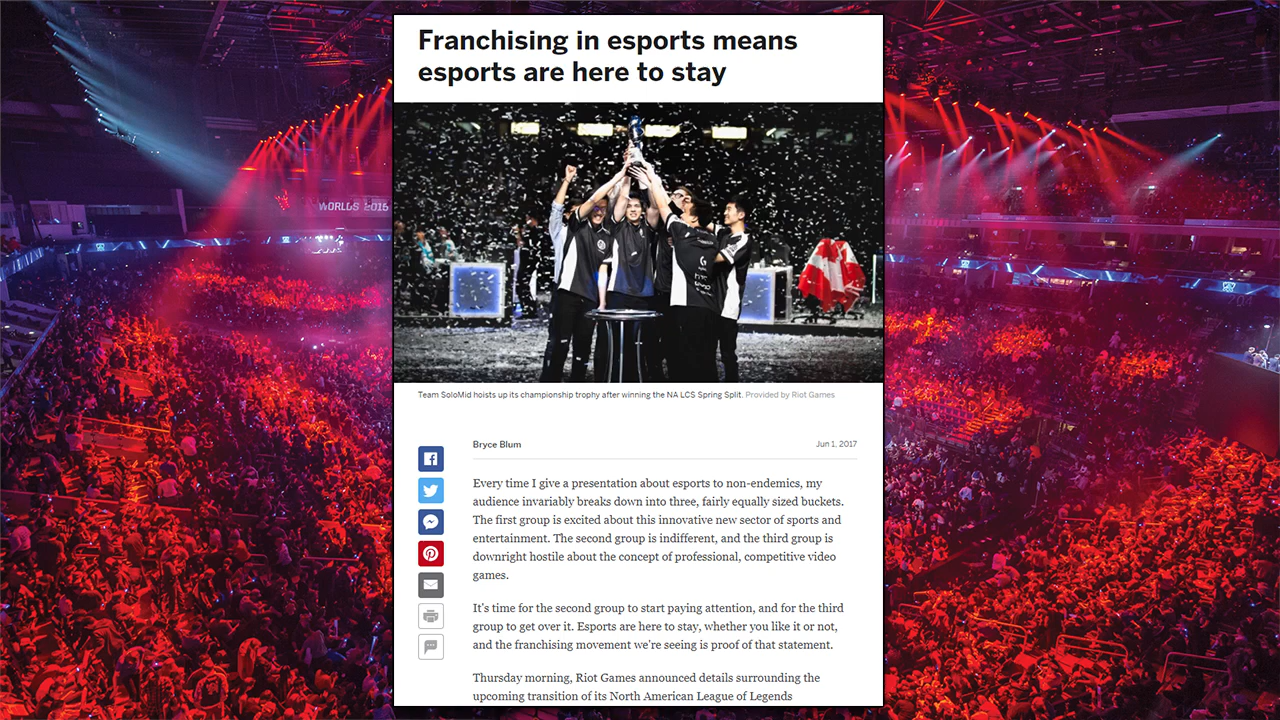 Franchising in esports means
esports are here to stay
WORLDS 2016
Team SoloMid hoists up its championship trophy after winning the NA LCS Spring Split. Provided by Riot Games
Bryce Blum
Jun 1, 2017
Every time I give a presentation about esports to non-endemics, my
audience invariably breaks down into three, fairly equally sized buckets.
The first group is excited about this innovative new sector of sports and
entertainment. The second group is indifferent, and the third group is
downright hostile about the concept of professional, competitive video
games.
It's time for the second group to start paying attention, and for the third
group to get over it. Esports are here to stay, whether you like it or not,
and the franchising movement we're seeing is proof of that statement.
Thursday morning, Riot Games announced details surrounding the
upcoming transition of its North American League of Legends